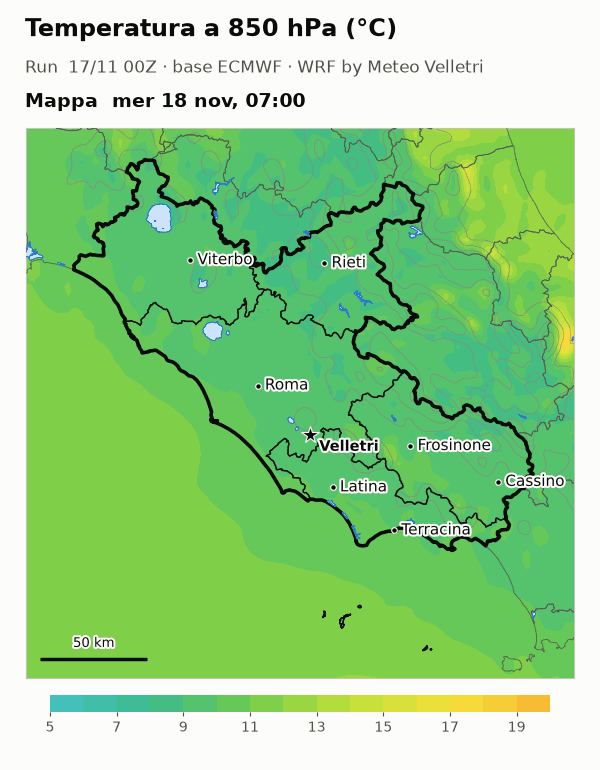 Temperatura a 850 hPa (°C)
Run  17/11 00Z · base ECMWF · WRF by Meteo Velletri
Mappa  mer 18 nov, 07:00
Viterbo
Rieti
Roma
Velletri
Frosinone
Latina
Cassino
Terracina
50 km
5 7 9 11 13 15 17 19